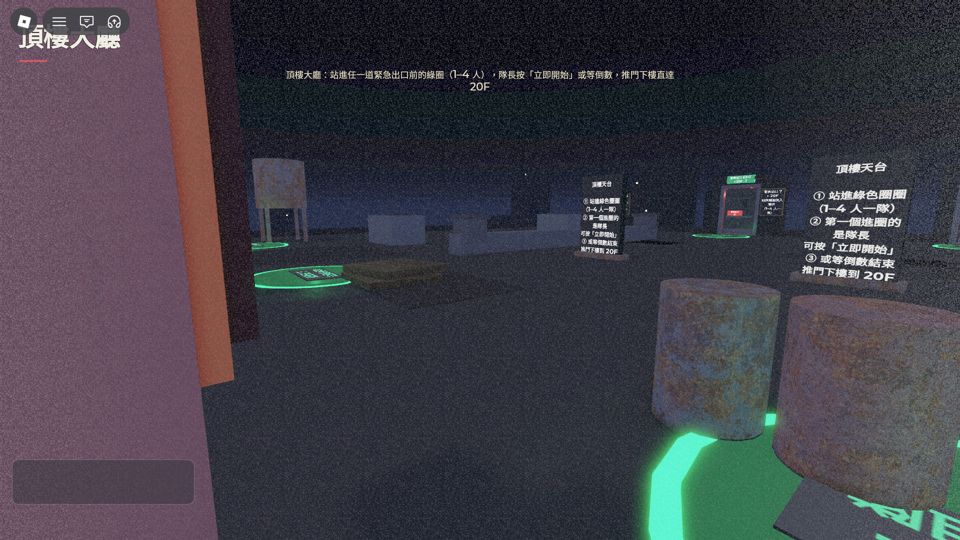 頂樓大廳
頂樓大廳：站進任一道緊急出口前的綠圈（1–4 人），隊長按「立即開始」或等倒數，推門下樓直達
20F
頂樓天台
① 站進綠色圈圈
（1–4 人一隊）
② 第一個進圈的
是隊長
可按「立即開始」
③ 或等倒數結束
推門下樓到 20F
頂樓天台
① 站進綠色圈圈
（1–4 人一隊）
② 第一個進圈的
是隊長
可按「立即開始」
③ 或等倒數結束
推門下樓到 20F